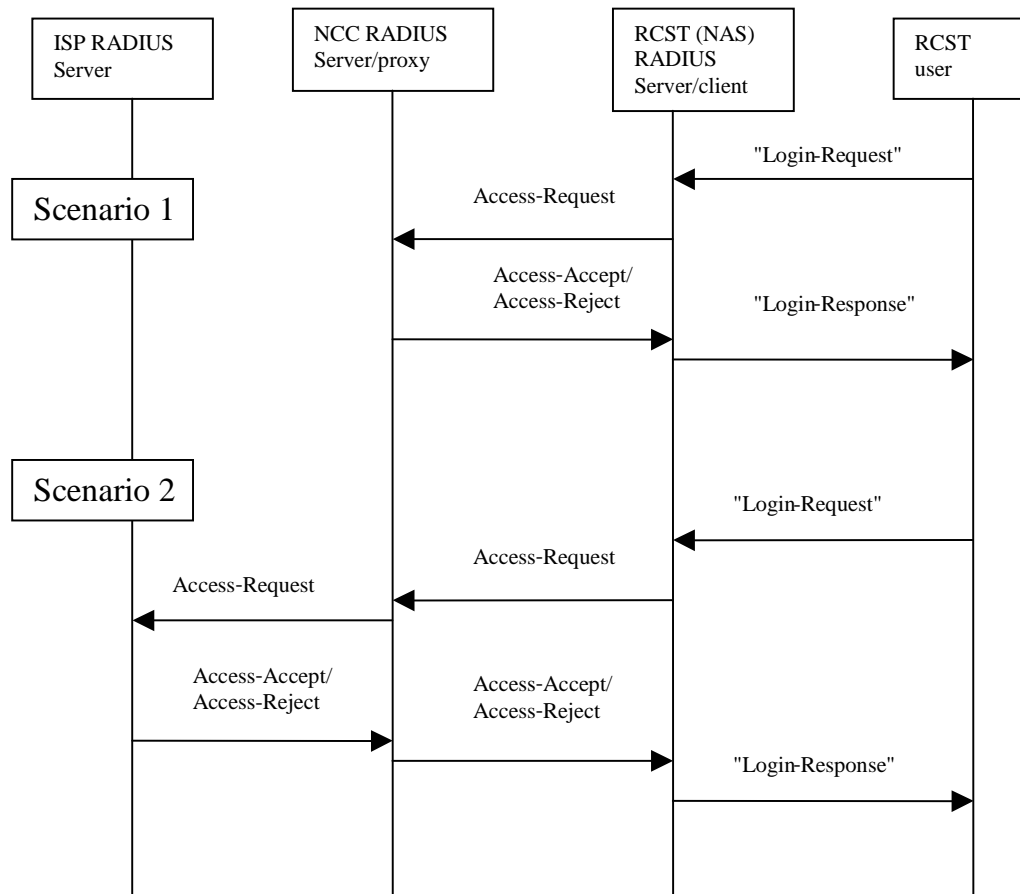 ISP RADIUS
Server
NCC RADIUS
Server/proxy
RCST (NAS)
RADIUS
Server/client
RCST
user
"Login-Request"
Scenario 1
Access-Request
Access-Accept/
Access-Reject
"Login-Response"
Scenario 2
"Login-Request"
Access-Request
Access-Request
Access-Accept/
Access-Reject
Access-Accept/
Access-Reject
"Login-Response"